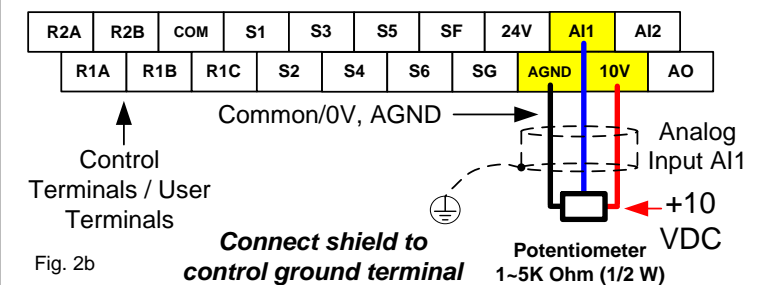 R2A R2B COM S1 S3 S5 SF 24V AI1 AI2
R1A R1B R1C S2 S4 S6 SG AGND 10V AO
Common/0V, AGND
Analog
Input AI1
Control
Terminals / User
Terminals
+10
VDC
Connect shield to
control ground terminal
Potentiometer
1~5K Ohm (1/2 W)
Fig. 2b